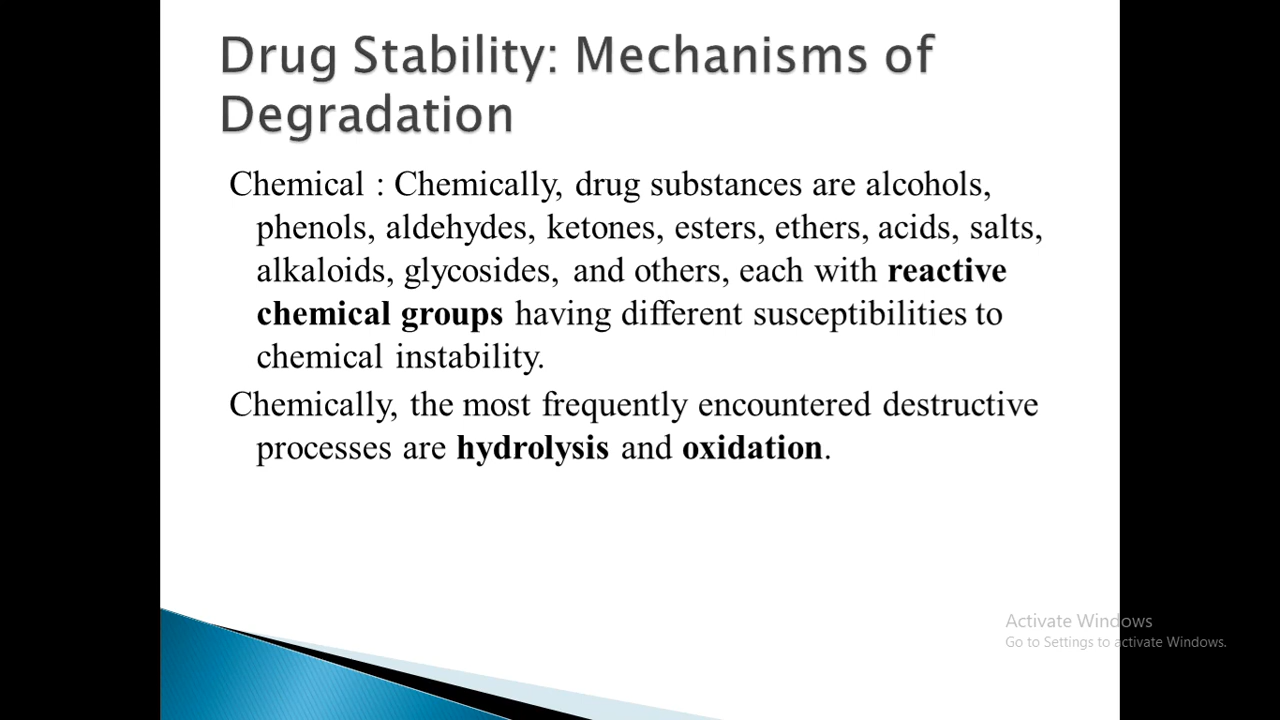 Drug Stability: Mechanisms of
Degradation
Chemical : Chemically, drug substances are alcohols,
phenols, aldehydes, ketones, esters, ethers, acids, salts,
alkaloids, glycosides, and others, each with reactive
chemical groups having different susceptibilities to
chemical instability.
Chemically, the most frequently encountered destructive
processes are hydrolysis and oxidation.
Activate Windows
Go to Settings to activate Windows.